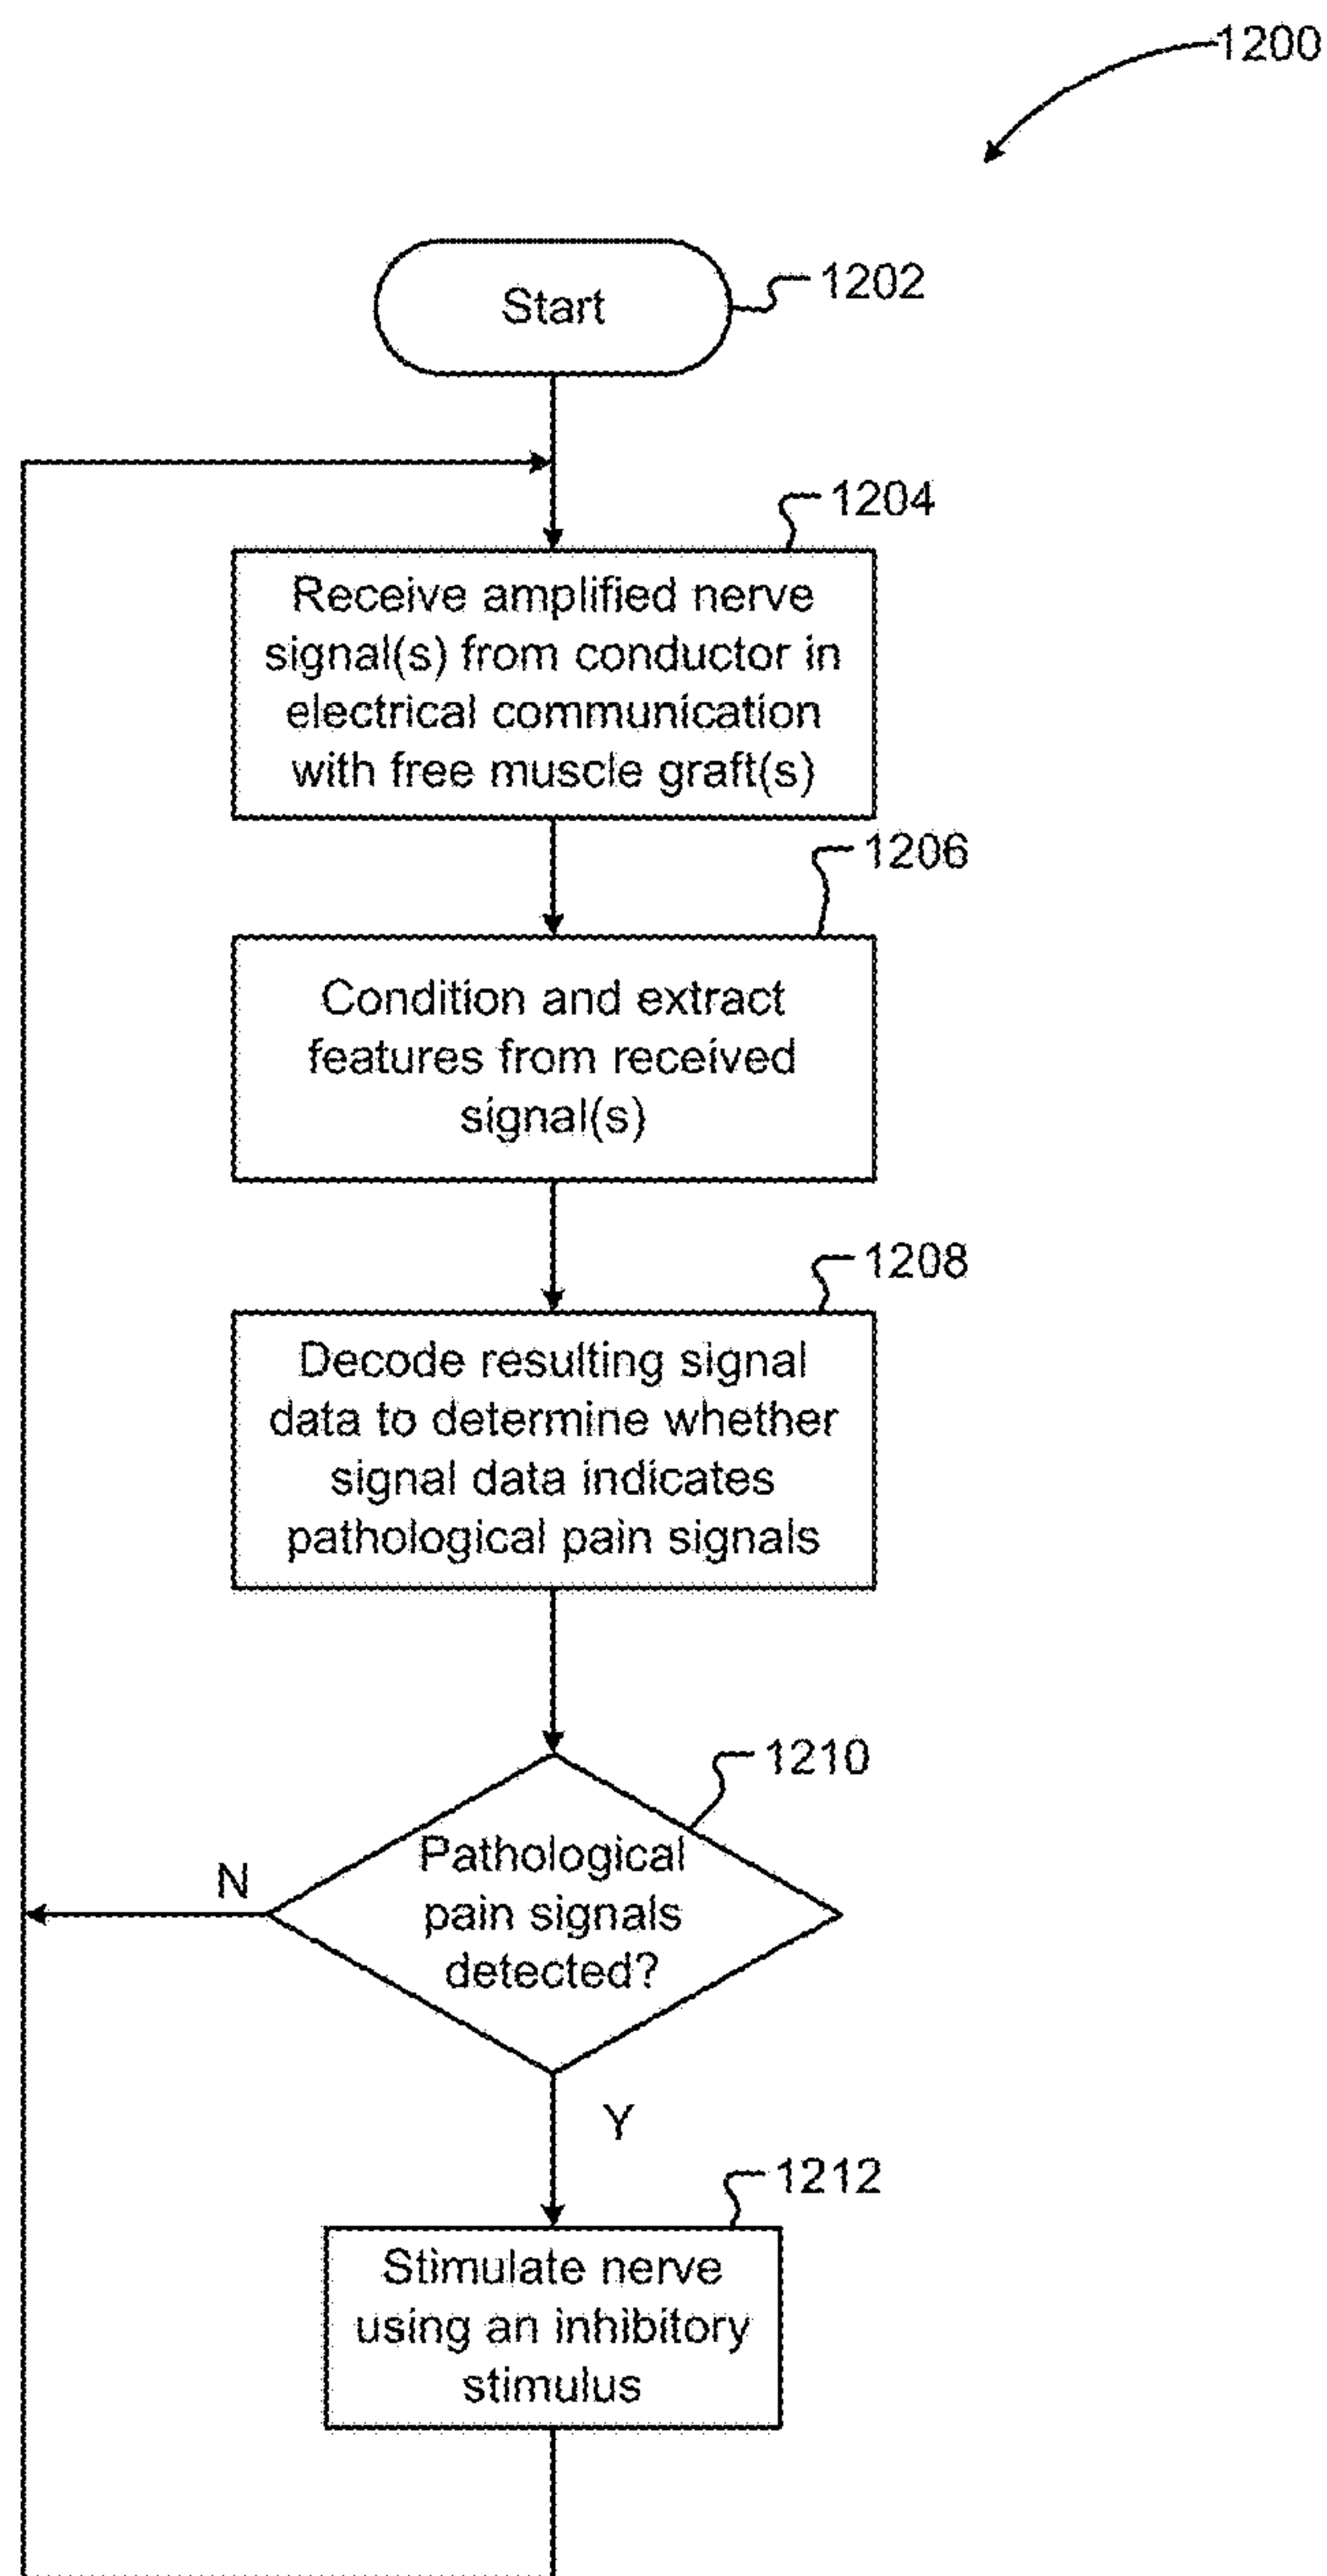 1200
Start
1202
1204
Receive amplified nerve
signal(s) from conductor in
electrical communication
with free muscle graft(s)
1206
Condition and extract
features from received
signal(s)
1208
Decode resulting signal
data to determine whether
signal data indicates
pathological pain signals
1210
Pathological
pain signals
detected?
N
Y
1212
Stimulate nerve
using an inhibitory
stimulus